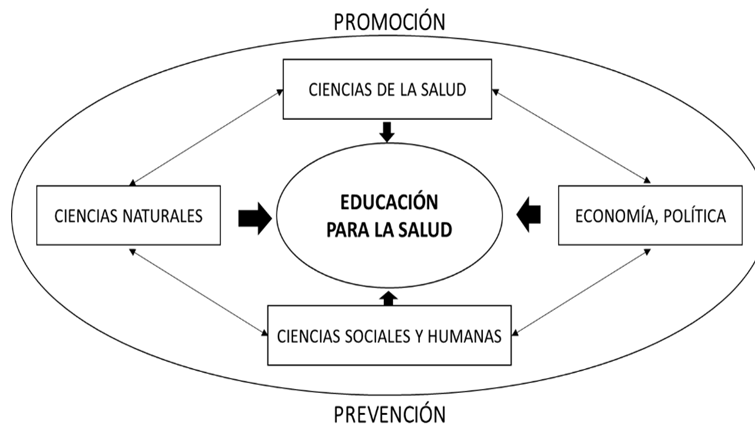 PROMOCIÓN
CIENCIAS DE LA SALUD
CIENCIAS NATURALES
EDUCACIÓN
PARA LA SALUD
ECONOMÍA, POLÍTICA
CIENCIAS SOCIALES Y HUMANAS
PREVENCIÓN